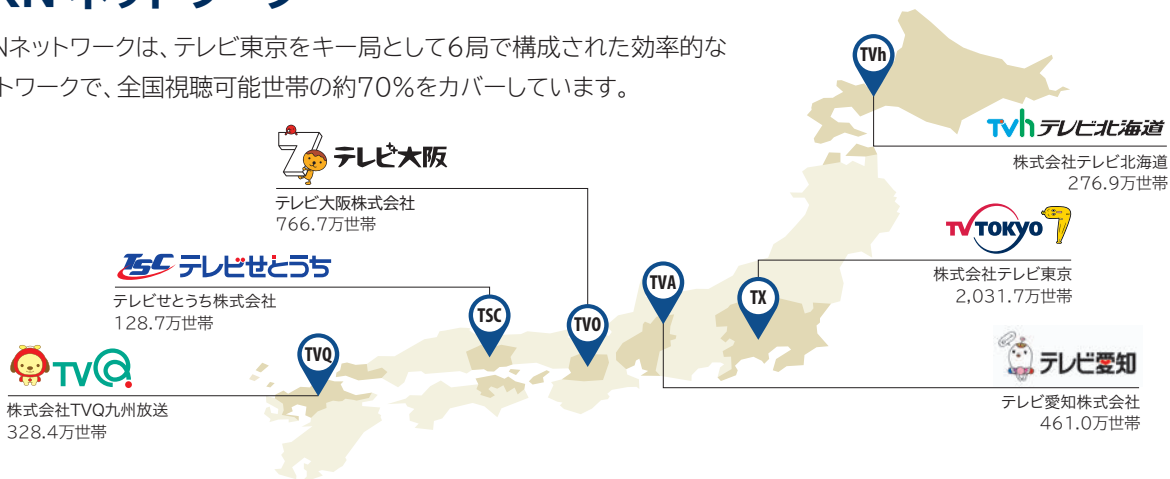 Nネットワーク
Nネットワークは、テレビ東京をキー局として6局で構成された効率的な
トワークで、全国視聴可能世帯の約70%をカバーしています。
TVh
TVh テレビ北海道
株式会社テレビ北海道
276.9万世帯
テレビ大阪
テレビ大阪株式会社
766.7万世帯
TV TOKYO 7
株式会社テレビ東京
2,031.7万世帯
TSC テレビせとうち
テレビせとうち株式会社
128.7万世帯
TVA
TX
TSC
TVO
TVQ
テレビ愛知
テレビ愛知株式会社
461.0万世帯
TVQ
株式会社TVQ九州放送
328.4万世帯